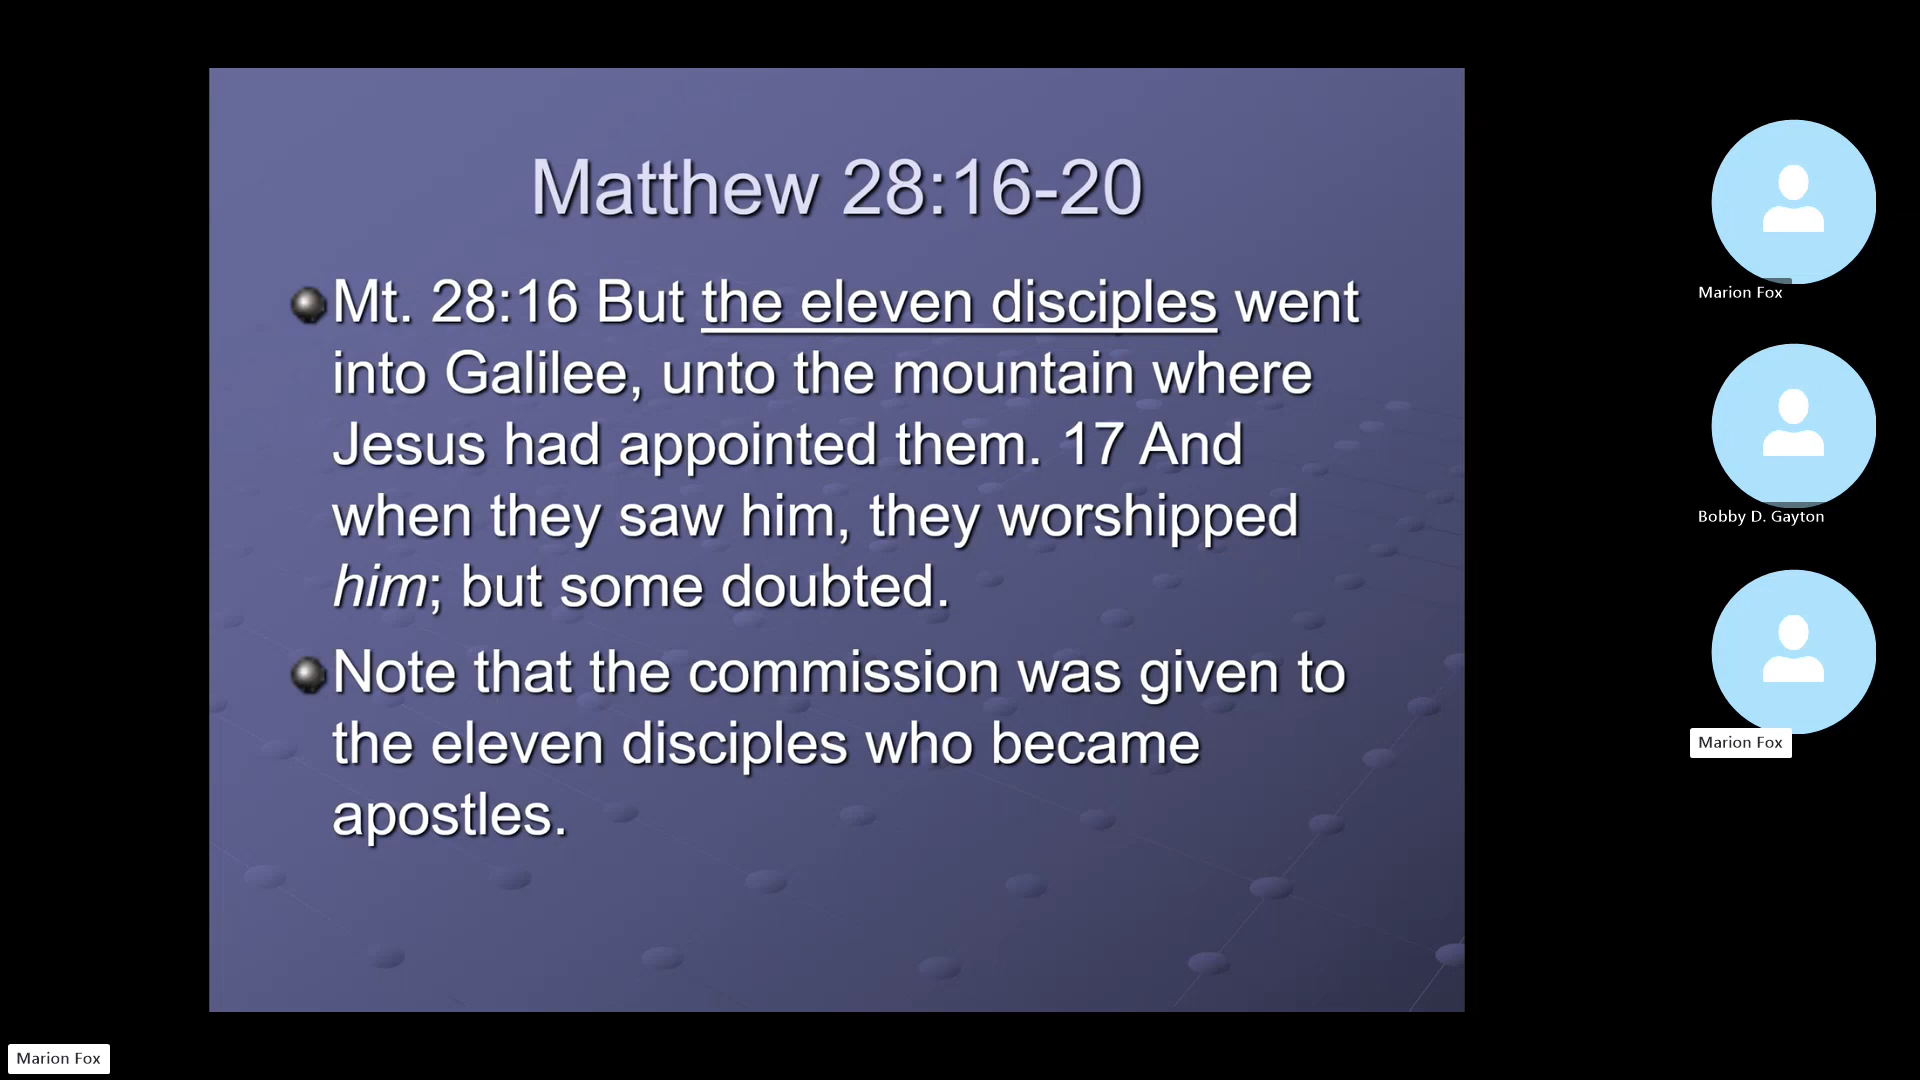 Matthew 28:16-20
Mt. 28:16 But the eleven disciples went
into Galilee, unto the mountain where
Jesus had appointed them. 17 And
when they saw him, they worshipped
him; but some doubted.
Note that the commission was given to
the eleven disciples who became
apostles.
Marion Fox
Bobby D. Gayton
Marion Fox
Marion Fox